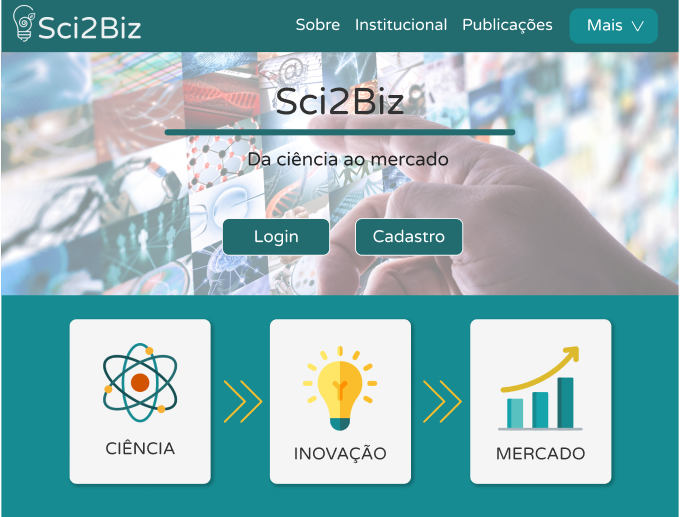 Sci2Biz
Sobre Institucional Publicações Mais
Sci2Biz
Da ciência ao mercado
Login Cadastro
CIÊNCIA
INOVAÇÃO
MERCADO